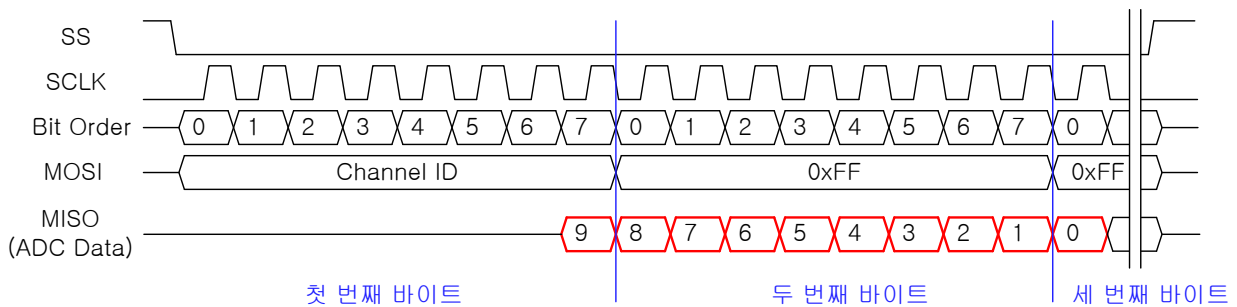 SS
SCLK
Bit Order 0 1 2 3 4 5 6 7 0 1 2 3 4 5 6 7 0
MOSI Channel ID 0xFF 0xFF
MISO
(ADC Data) 9 8 7 6 5 4 3 2 1 0
첫 번째 바이트 두 번째 바이트 세 번째 바이트